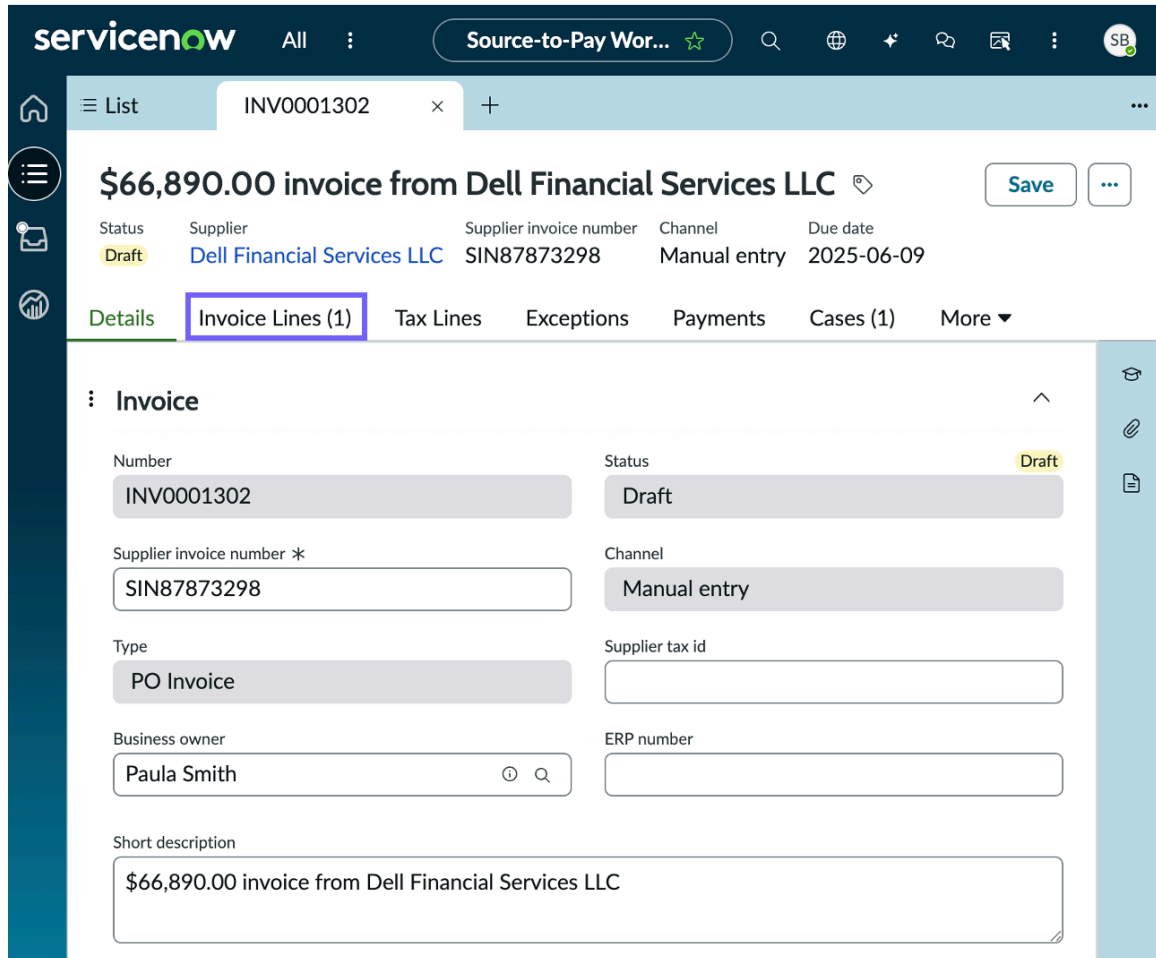 servicenow All Source-to-Pay Wor... SB
List INV0001302
$66,890.00 invoice from Dell Financial Services LLC Save
Status Supplier Supplier invoice number Channel Due date
Draft Dell Financial Services LLC SIN87873298 Manual entry 2025-06-09
Details Invoice Lines (1) Tax Lines Exceptions Payments Cases (1) More
Invoice
Number Status Draft
INV0001302 Draft
Supplier invoice number * Channel
SIN87873298 Manual entry
Type Supplier tax id
PO Invoice
Business owner ERP number
Paula Smith
Short description
$66,890.00 invoice from Dell Financial Services LLC